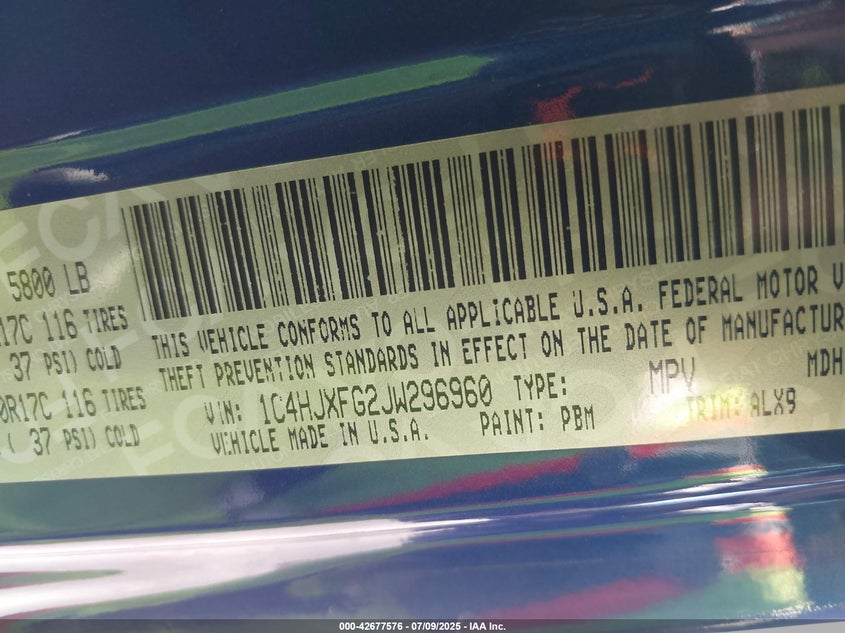 5800 LB
R17C 116 TIRES
37 PSI) COLD
0R17C 116 TIRES
( 37 PSI) COLD
THIS VEHICLE CONFORMS TO ALL APPLICABLE U.S.A. FEDERAL MOTOR V
THEFT PREVENTION STANDARDS IN EFFECT ON THE DATE OF MANUFACTUR
VIN: 1C4HJXFG2JW296960 TYPE: MPV MDH
VEHICLE MADE IN U.S.A. PAINT: PBM TRIM: ALX9
000-42677576 - 07/09/2025 - IAA Inc.